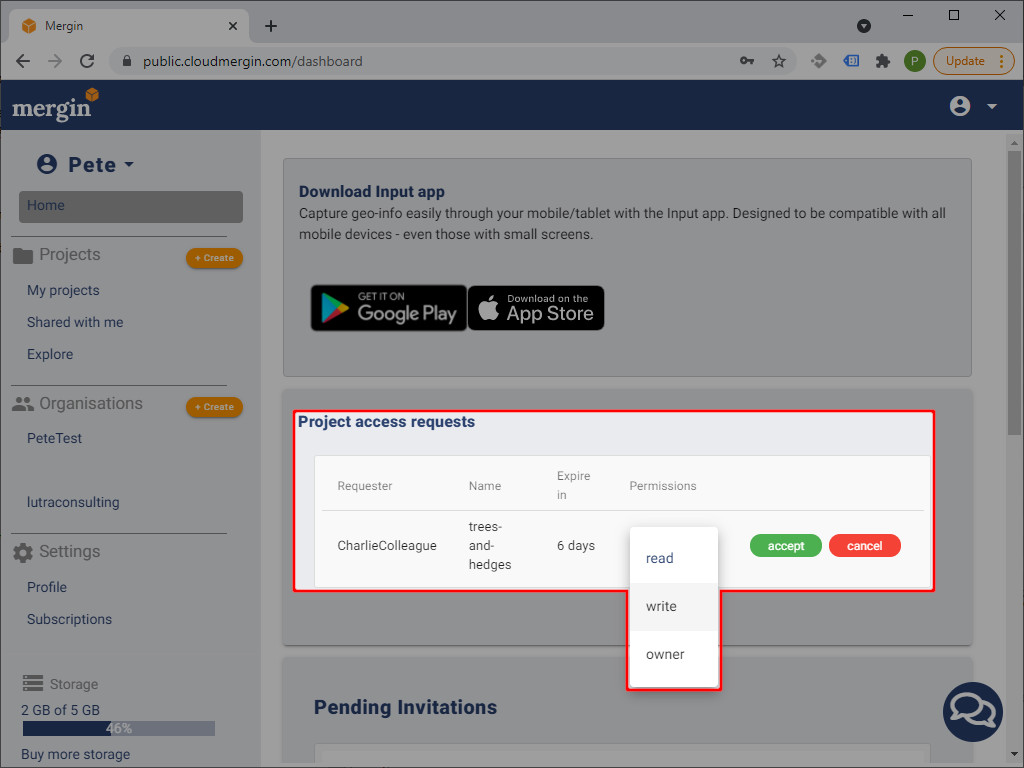 Mergin
public.cloudmergin.com/dashboard
P
Update
mergin
Pete
Home
Projects
+ Create
My projects
Shared with me
Explore
Organisations
+ Create
PeteTest
lutraconsulting
Settings
Profile
Subscriptions
Storage
2 GB of 5 GB
46%
Buy more storage
Download Input app
Capture geo-info easily through your mobile/tablet with the Input app. Designed to be compatible with all
mobile devices - even those with small screens.
GET IT ON
Google Play
Download on the
App Store
Project access requests
Requester Name Expire in Permissions
CharlieColleague trees-and-hedges 6 days accept cancel
read
write
owner
Pending Invitations